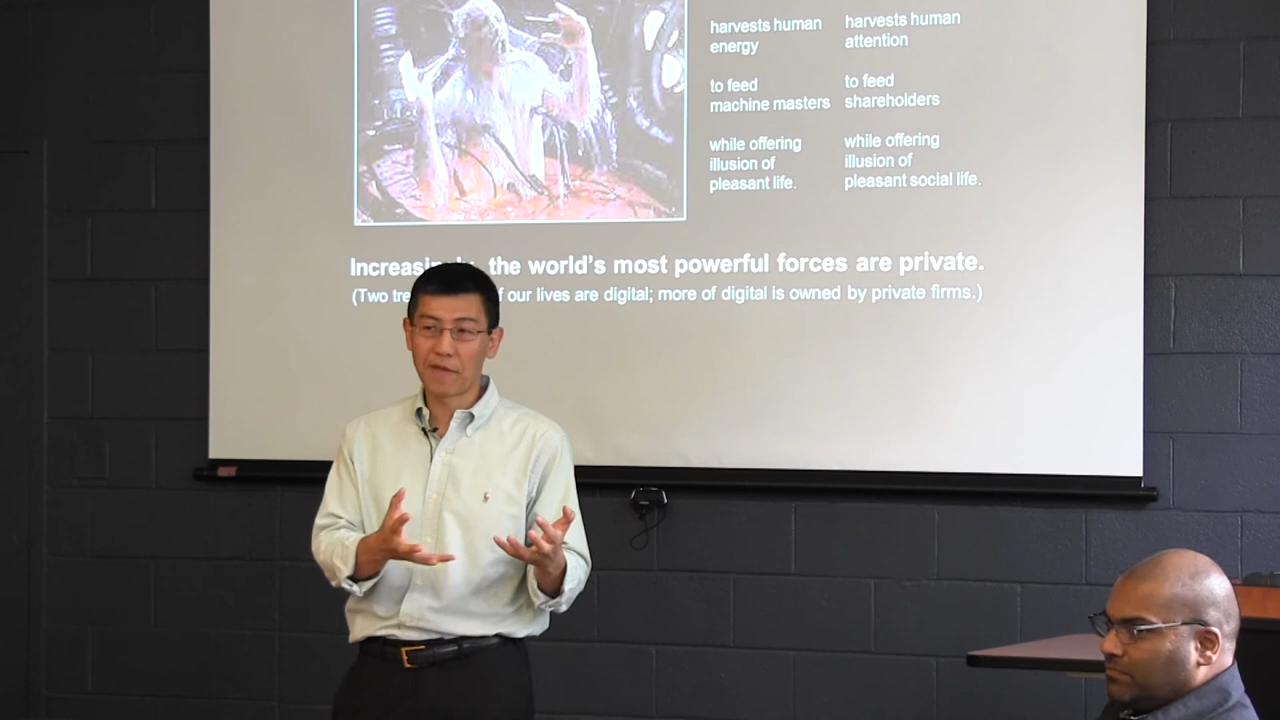 harvests human
energy
harvests human
attention
to feed
machine masters
to feed
shareholders
while offering
illusion of
pleasant life.
while offering
illusion of
pleasant social life.
the world's most powerful forces are private.
(Two of our lives are digital; more of digital is owned by private firms.)